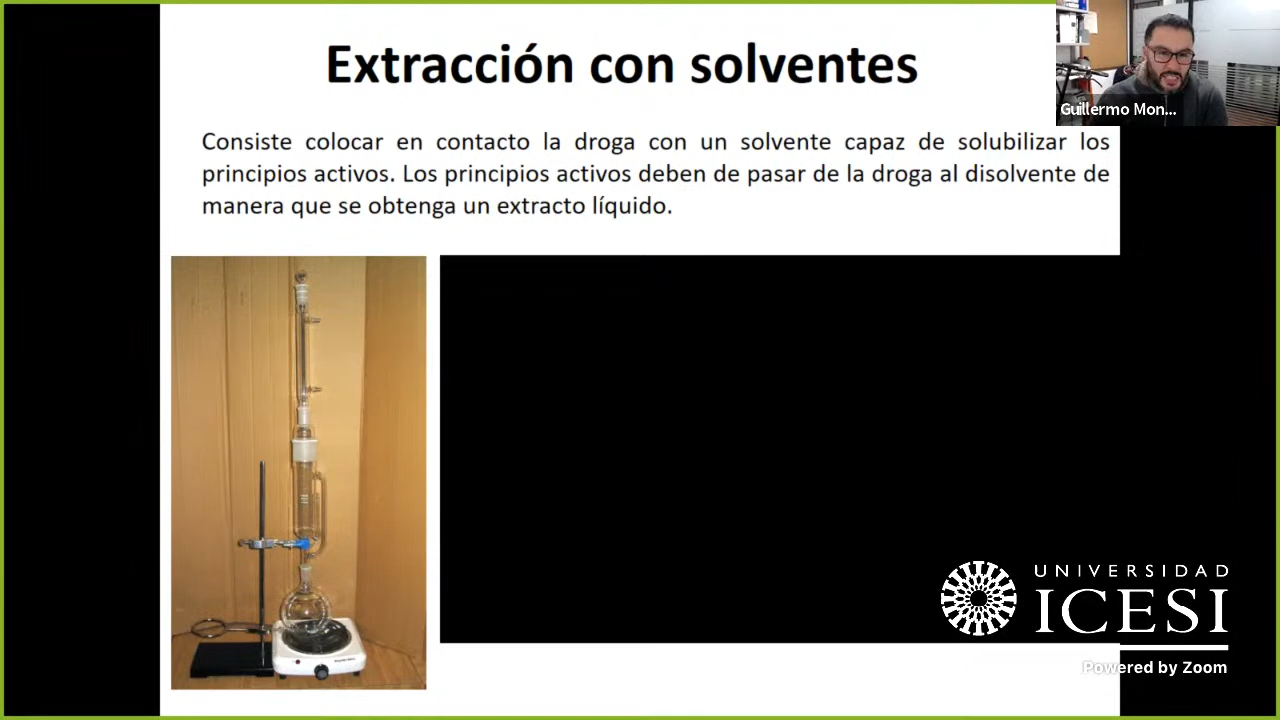 Extracción con solventes
Guillermo Mon...
Consiste colocar en contacto la droga con un solvente capaz de solubilizar los
principios activos. Los principios activos deben de pasar de la droga al disolvente de
manera que se obtenga un extracto líquido.
UNIVERSIDAD
ICESI
Powered by Zoom